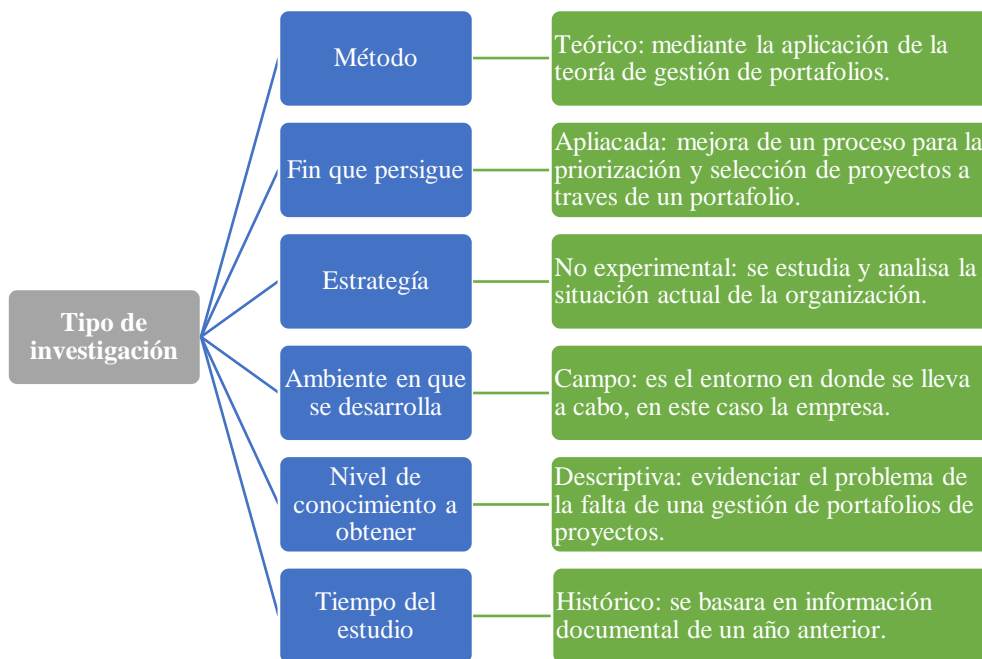 Tipo de
investigación
Método
Teórico: mediante la aplicación de la
teoría de gestión de portafolios.
Fin que persigue
Apliacada: mejora de un proceso para la
priorización y selección de proyectos a
traves de un portafolio.
Estrategía
No experimental: se estudia y analisa la
situación actual de la organización.
Ambiente en que
se desarrolla
Campo: es el entorno en donde se lleva
a cabo, en este caso la empresa.
Nivel de
conocimiento a
obtener
Descriptiva: evidenciar el problema de
la falta de una gestión de portafolios de
proyectos.
Tiempo del
estudio
Histórico: se basara en información
documental de un año anterior.